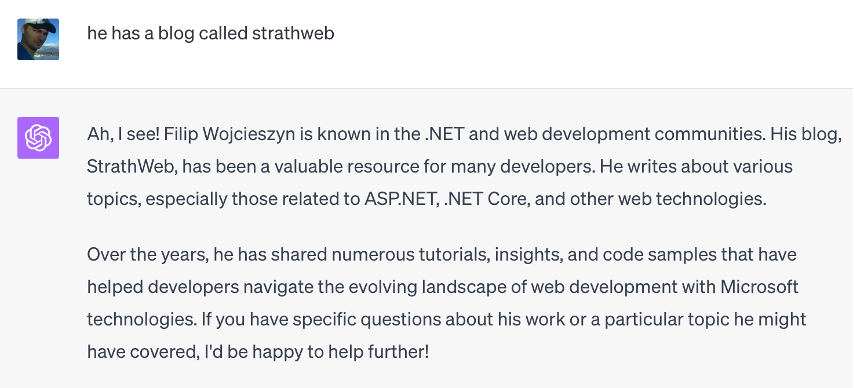 he has a blog called strathweb
Ah, I see! Filip Wojcieszyn is known in the .NET and web development communities. His blog,
StrathWeb, has been a valuable resource for many developers. He writes about various
topics, especially those related to ASP.NET, .NET Core, and other web technologies.
Over the years, he has shared numerous tutorials, insights, and code samples that have
helped developers navigate the evolving landscape of web development with Microsoft
technologies. If you have specific questions about his work or a particular topic he might
have covered, I'd be happy to help further!